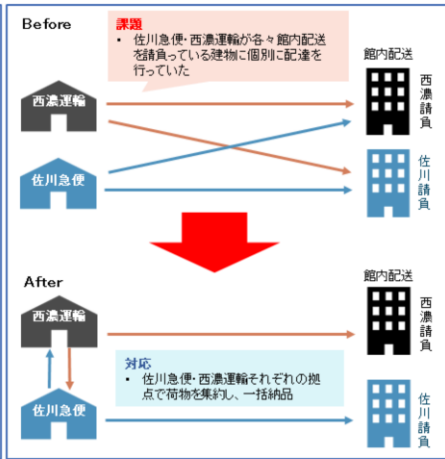 Before
課題
• 佐川急便・西濃運輸が各々館内配送
を請負っている建物に個別に配達を
行っていた
館内配送
西濃運輸
西濃請負
佐川急便
佐川請負
After
館内配送
西濃運輸
西濃請負
対応
• 佐川急便・西濃運輸それぞれの拠
点で荷物を集約し、一括納品
佐川急便
佐川請負